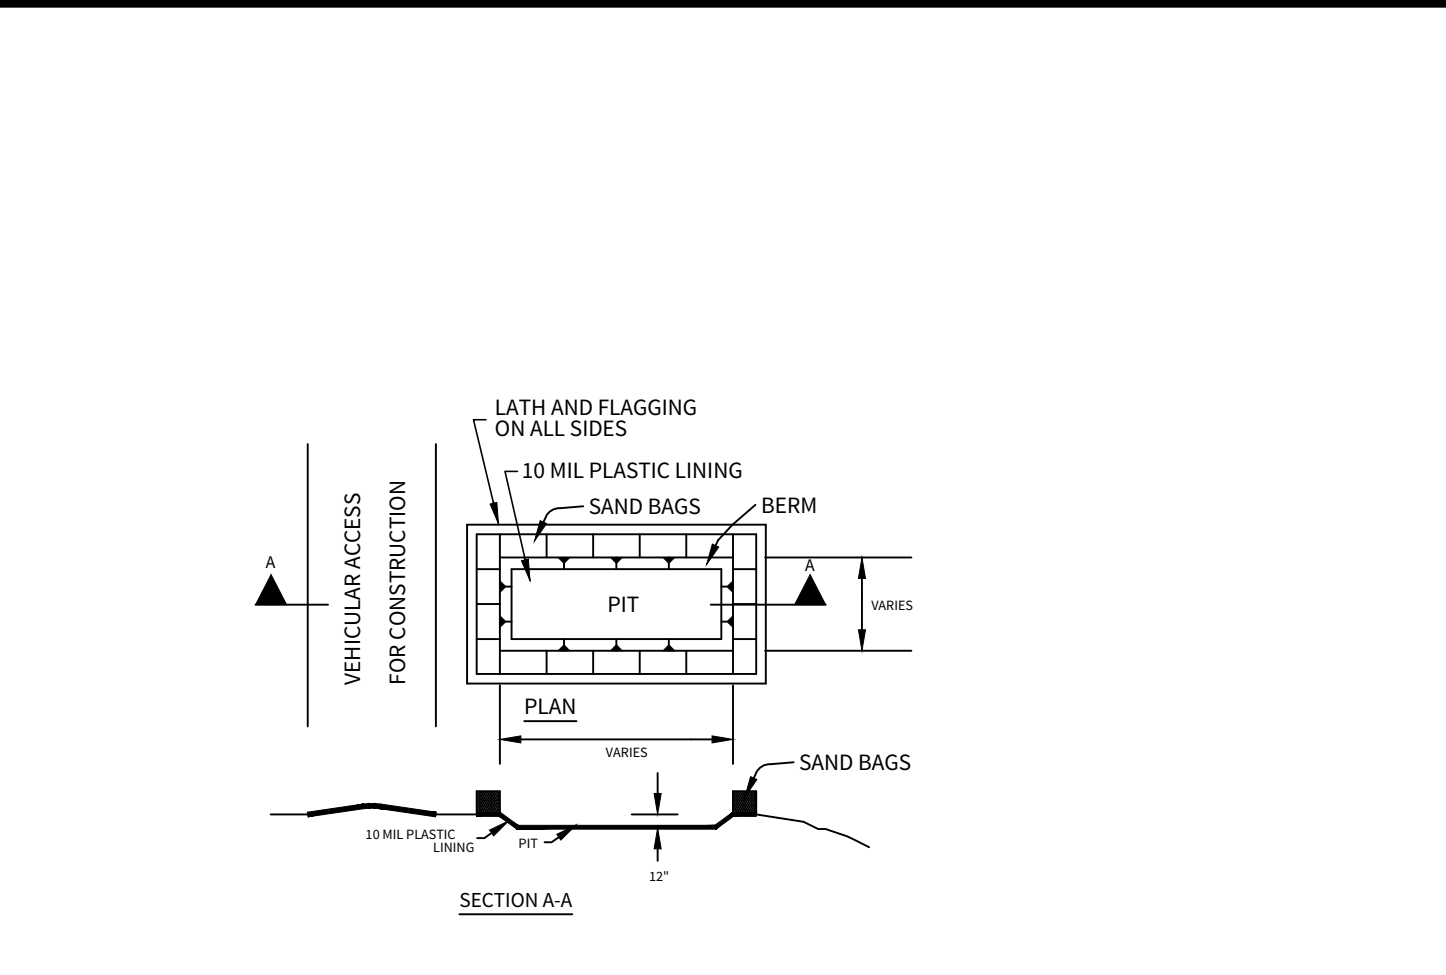 LATH AND FLAGGING
ON ALL SIDES
10 MIL PLASTIC LINING
SAND BAGS
BERM
VEHICULAR ACCESS
FOR CONSTRUCTION
A
A
PIT
VARIES
PLAN
VARIES
SAND BAGS
10 MIL PLASTIC
LINING
PIT
12"
SECTION A-A